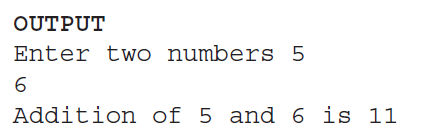 OUTPUT
Enter two numbers 5
6
Addition of 5 and 6 is 11